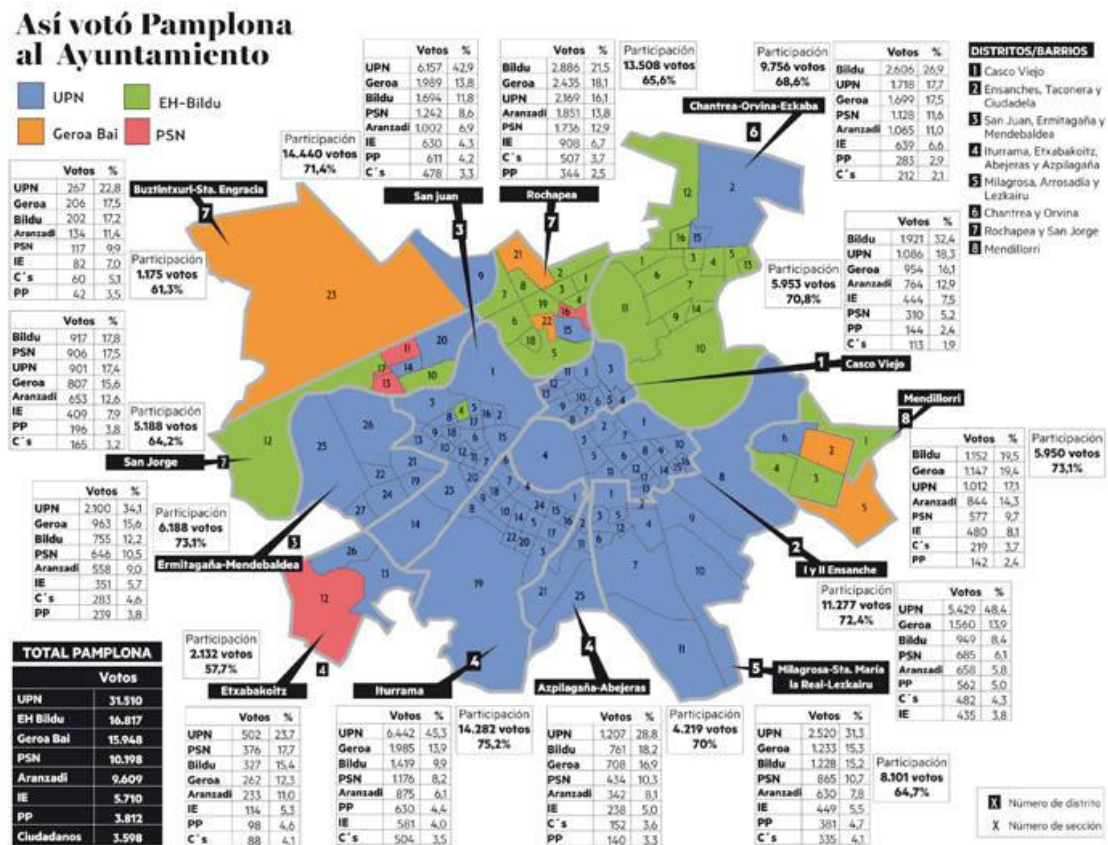 Así votó Pamplona
al Ayuntamiento
UPN
EH-Bildu
Geroa Bai
PSN
Votos %
UPN 6.157 42,9
Geroa 1.989 13,8
Bildu 1.694 11,8
PSN 1.242 8,6
Aranzadi 1.002 6,9
IE 630 4,3
PP 611 4,2
C´s 478 3,3
Participación
14.440 votos
71,4%
San juan
3
Votos %
Bildu 2.886 21,5
Geroa 2.435 18,1
UPN 2.169 16,1
Aranzadi 1.851 13,8
PSN 1.736 12,9
IE 908 6,7
C´s 507 3,7
PP 344 2,5
Participación
13.508 votos
65,6%
Rochapea
7
Participación
9.756 votos
68,6%
Chantrea-Orvina-Ezkaba
6
Votos %
Bildu 2.606 26,9
UPN 1.718 17,7
Geroa 1.699 17,5
PSN 1.128 11,6
Aranzadi 1.065 11,0
IE 639 6,6
PP 283 2,9
C´s 212 2,1
DISTRITOS/BARRIOS
1 Casco Viejo
2 Ensanches, Taconera y
Ciudadela
3 San Juan, Ermitagaña y
Mendebaldea
4 Iturrama, Etxabakoitz,
Abejeras y Azpilagaña
5 Milagrosa, Arrosadía y
Lezkairu
6 Chantrea y Orvina
7 Rochapea y San Jorge
8 Mendillorri
Votos %
UPN 267 22,8
Geroa 206 17,5
Bildu 202 17,2
Aranzadi 134 11,4
PSN 117 9,9
IE 82 7,0
C´s 60 5,1
PP 42 3,5
Buztintxuri-Sta. Engracia
7
Participación
1.175 votos
61,3%
Votos %
Bildu 1.921 32,4
UPN 1.086 18,3
Geroa 954 16,1
Aranzadi 764 12,9
IE 444 7,5
PSN 310 5,2
PP 144 2,4
C´s 113 1,9
Participación
5.953 votos
70,8%
1
Casco Viejo
Votos %
Bildu 917 17,8
PSN 906 17,5
UPN 901 17,4
Geroa 807 15,6
Aranzadi 653 12,6
IE 409 7,9
PP 196 3,8
C´s 165 3,2
Participación
5.188 votos
64,2%
San Jorge
Mendillorri
8
Votos %
Bildu 1.152 19,5
Geroa 1.147 19,4
UPN 1.012 17,1
Aranzadi 844 14,3
PSN 577 9,7
IE 480 8,1
C´s 219 3,7
PP 142 2,4
Participación
5.950 votos
73,1%
Votos %
UPN 2.100 34,1
Geroa 963 15,6
Bildu 755 12,2
PSN 646 10,5
Aranzadi 558 9,0
IE 351 5,7
C´s 283 4,6
PP 239 3,8
Participación
6.188 votos
73,1%
3
Ermitagaña-Mendebaldea
2
I y II Ensanche
Participación
11.277 votos
72,4%
Votos %
UPN 5.429 48,4
Geroa 1.560 13,9
Bildu 949 8,4
PSN 685 6,1
Aranzadi 658 5,8
PP 562 5,0
C´s 482 4,3
IE 435 3,8
TOTAL PAMPLONA
Votos
UPN 31.510
EH Bildu 16.817
Geroa Bai 15.948
PSN 10.198
Aranzadi 9.609
IE 5.710
PP 3.812
Ciudadanos 3.598
Participación
2.132 votos
57,7%
4
Etxabakoitz
Votos %
UPN 502 23,7
PSN 376 17,7
Bildu 327 15,4
Geroa 262 12,3
Aranzadi 233 11,0
IE 114 5,3
PP 98 4,6
C´s 88 4,1
4
Iturrama
Votos %
UPN 6.442 45,3
Geroa 1.985 13,9
Bildu 1.419 9,9
PSN 1.176 8,2
Aranzadi 875 6,1
PP 630 4,4
IE 581 4,0
C´s 504 3,5
Participación
14.282 votos
75,2%
4
Azpilagaña-Abejeras
Votos %
UPN 1.207 28,8
Bildu 761 18,2
Geroa 708 16,9
PSN 434 10,3
Aranzadi 342 8,1
IE 238 5,0
C´s 152 3,6
PP 140 3,3
Participación
4.219 votos
70%
5
Milagrosa-Sta. María
la Real-Lezkairu
Votos %
UPN 2.520 31,3
Geroa 1.233 15,3
Bildu 1.228 15,2
PSN 865 10,7
Aranzadi 630 7,8
IE 449 5,5
PP 381 4,7
C´s 335 4,1
Participación
8.101 votos
64,7%
X Número de distrito
X Número de sección